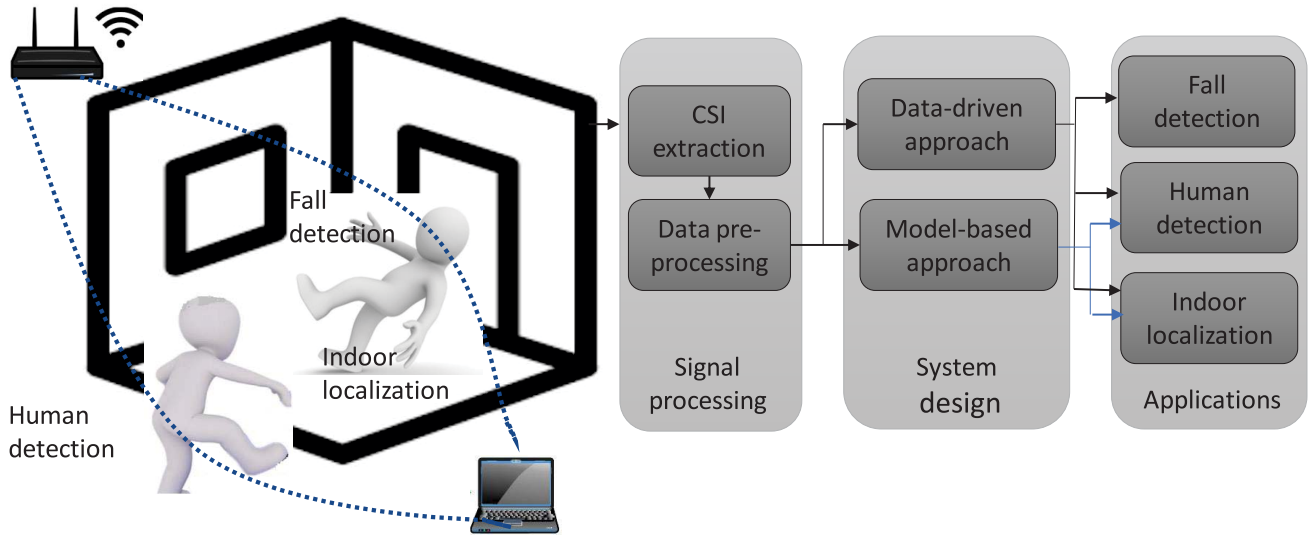 Fall
detection
Indoor
localization
Human
detection
CSI
extraction
Data pre-
processing
Signal
processing
Data-driven
approach
Model-based
approach
System
design
Fall
detection
Human
detection
Indoor
localization
Applications